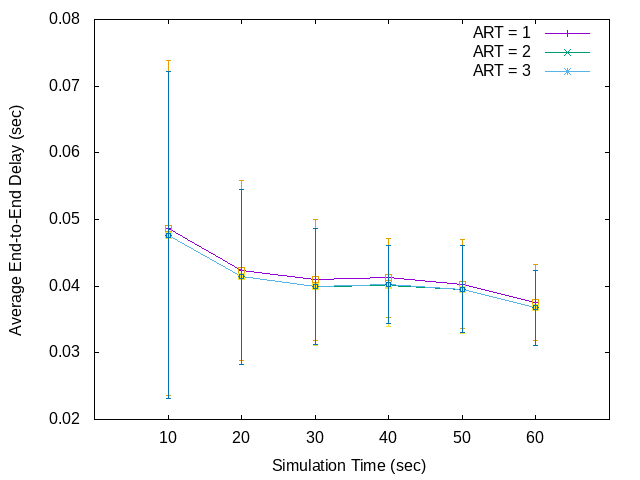 0.08
ART = 1
ART = 2
ART = 3
0.07
0.06
0.05
0.04
0.03
0.02
Average End-to-End Delay (sec)
10 20 30 40 50 60
Simulation Time (sec)